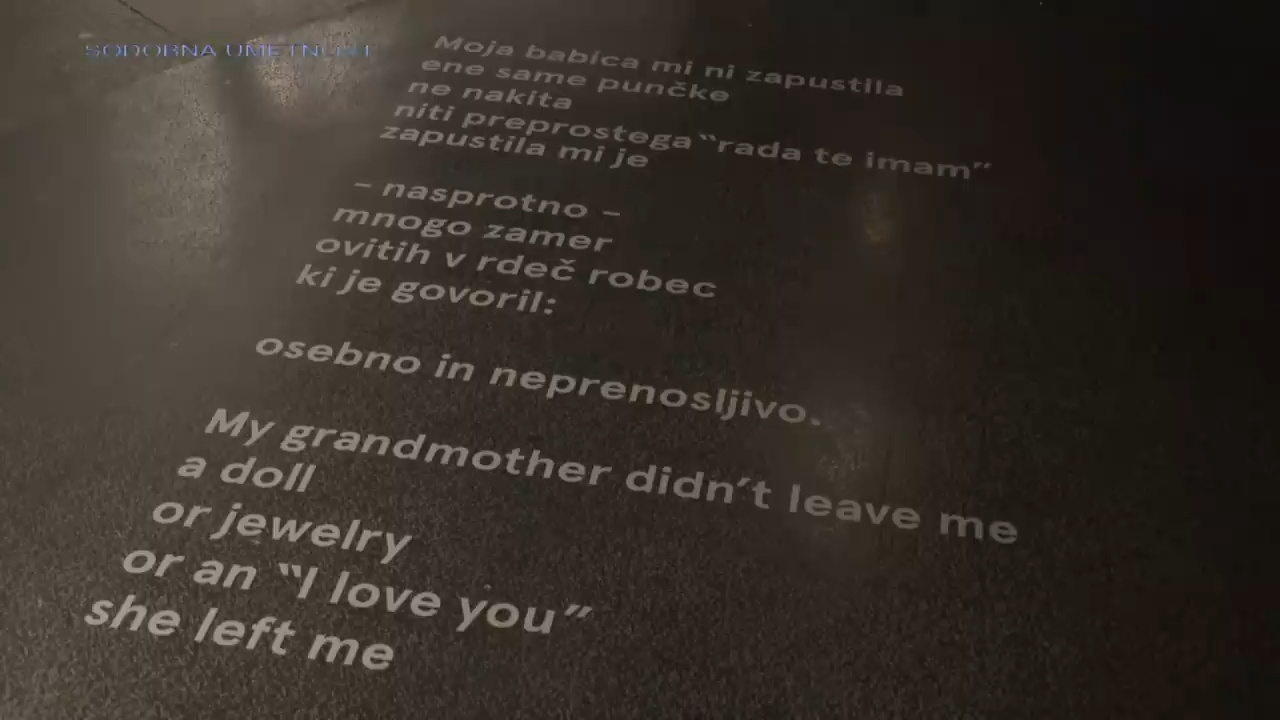 SODOBNA UMETNOST
Moja babica mi ni zapustila
ene same punčke
ne nakita
niti preprostega “rada te imam”
zapustila mi je
– nasprotno –
mnogo zamer
ovitih v rdeč robec
ki je govoril:
osebno in neprenosljivo.
My grandmother didn’t leave me
a doll
or jewelry
or an “I love you”
she left me